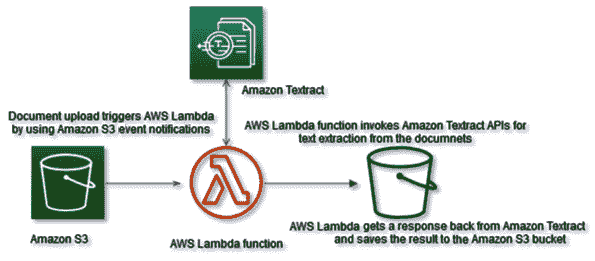 Amazon Textract
Document upload triggers AWS Lambda
by using Amazon S3 event notifications
AWS Lambda function invokes Amazon Textract APIs for
text extraction from the documnets
Amazon S3
AWS Lambda function
AWS Lambda gets a response back from Amazon Textract
and saves the result to the Amazon S3 bucket